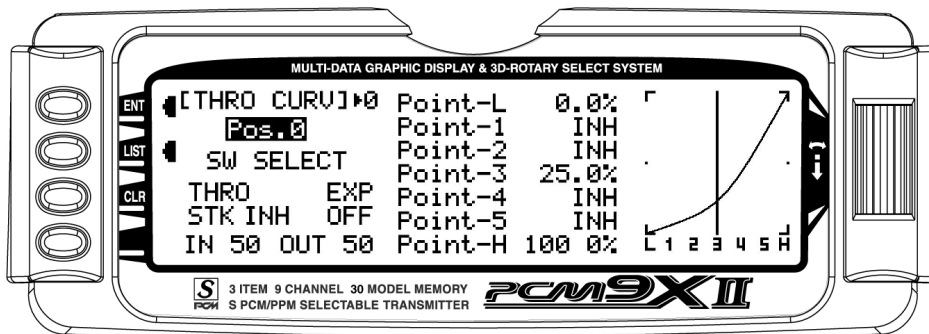 MULTI-DATA GRAPHIC DISPLAY & 3D-ROTARY SELECT SYSTEM
ENT
LIST
CLR
[THRO CURV]▸0
Pos.0
SW SELECT
THRO EXP
STK INH OFF
IN 50 OUT 50
Point-L 0.0%
Point-1 INH
Point-2 INH
Point-3 25.0%
Point-4 INH
Point-5 INH
Point-H 100 0%
L 1 2 3 4 5 H
S PCM
3 ITEM 9 CHANNEL 30 MODEL MEMORY
S PCM/PPM SELECTABLE TRANSMITTER
PCM9X II